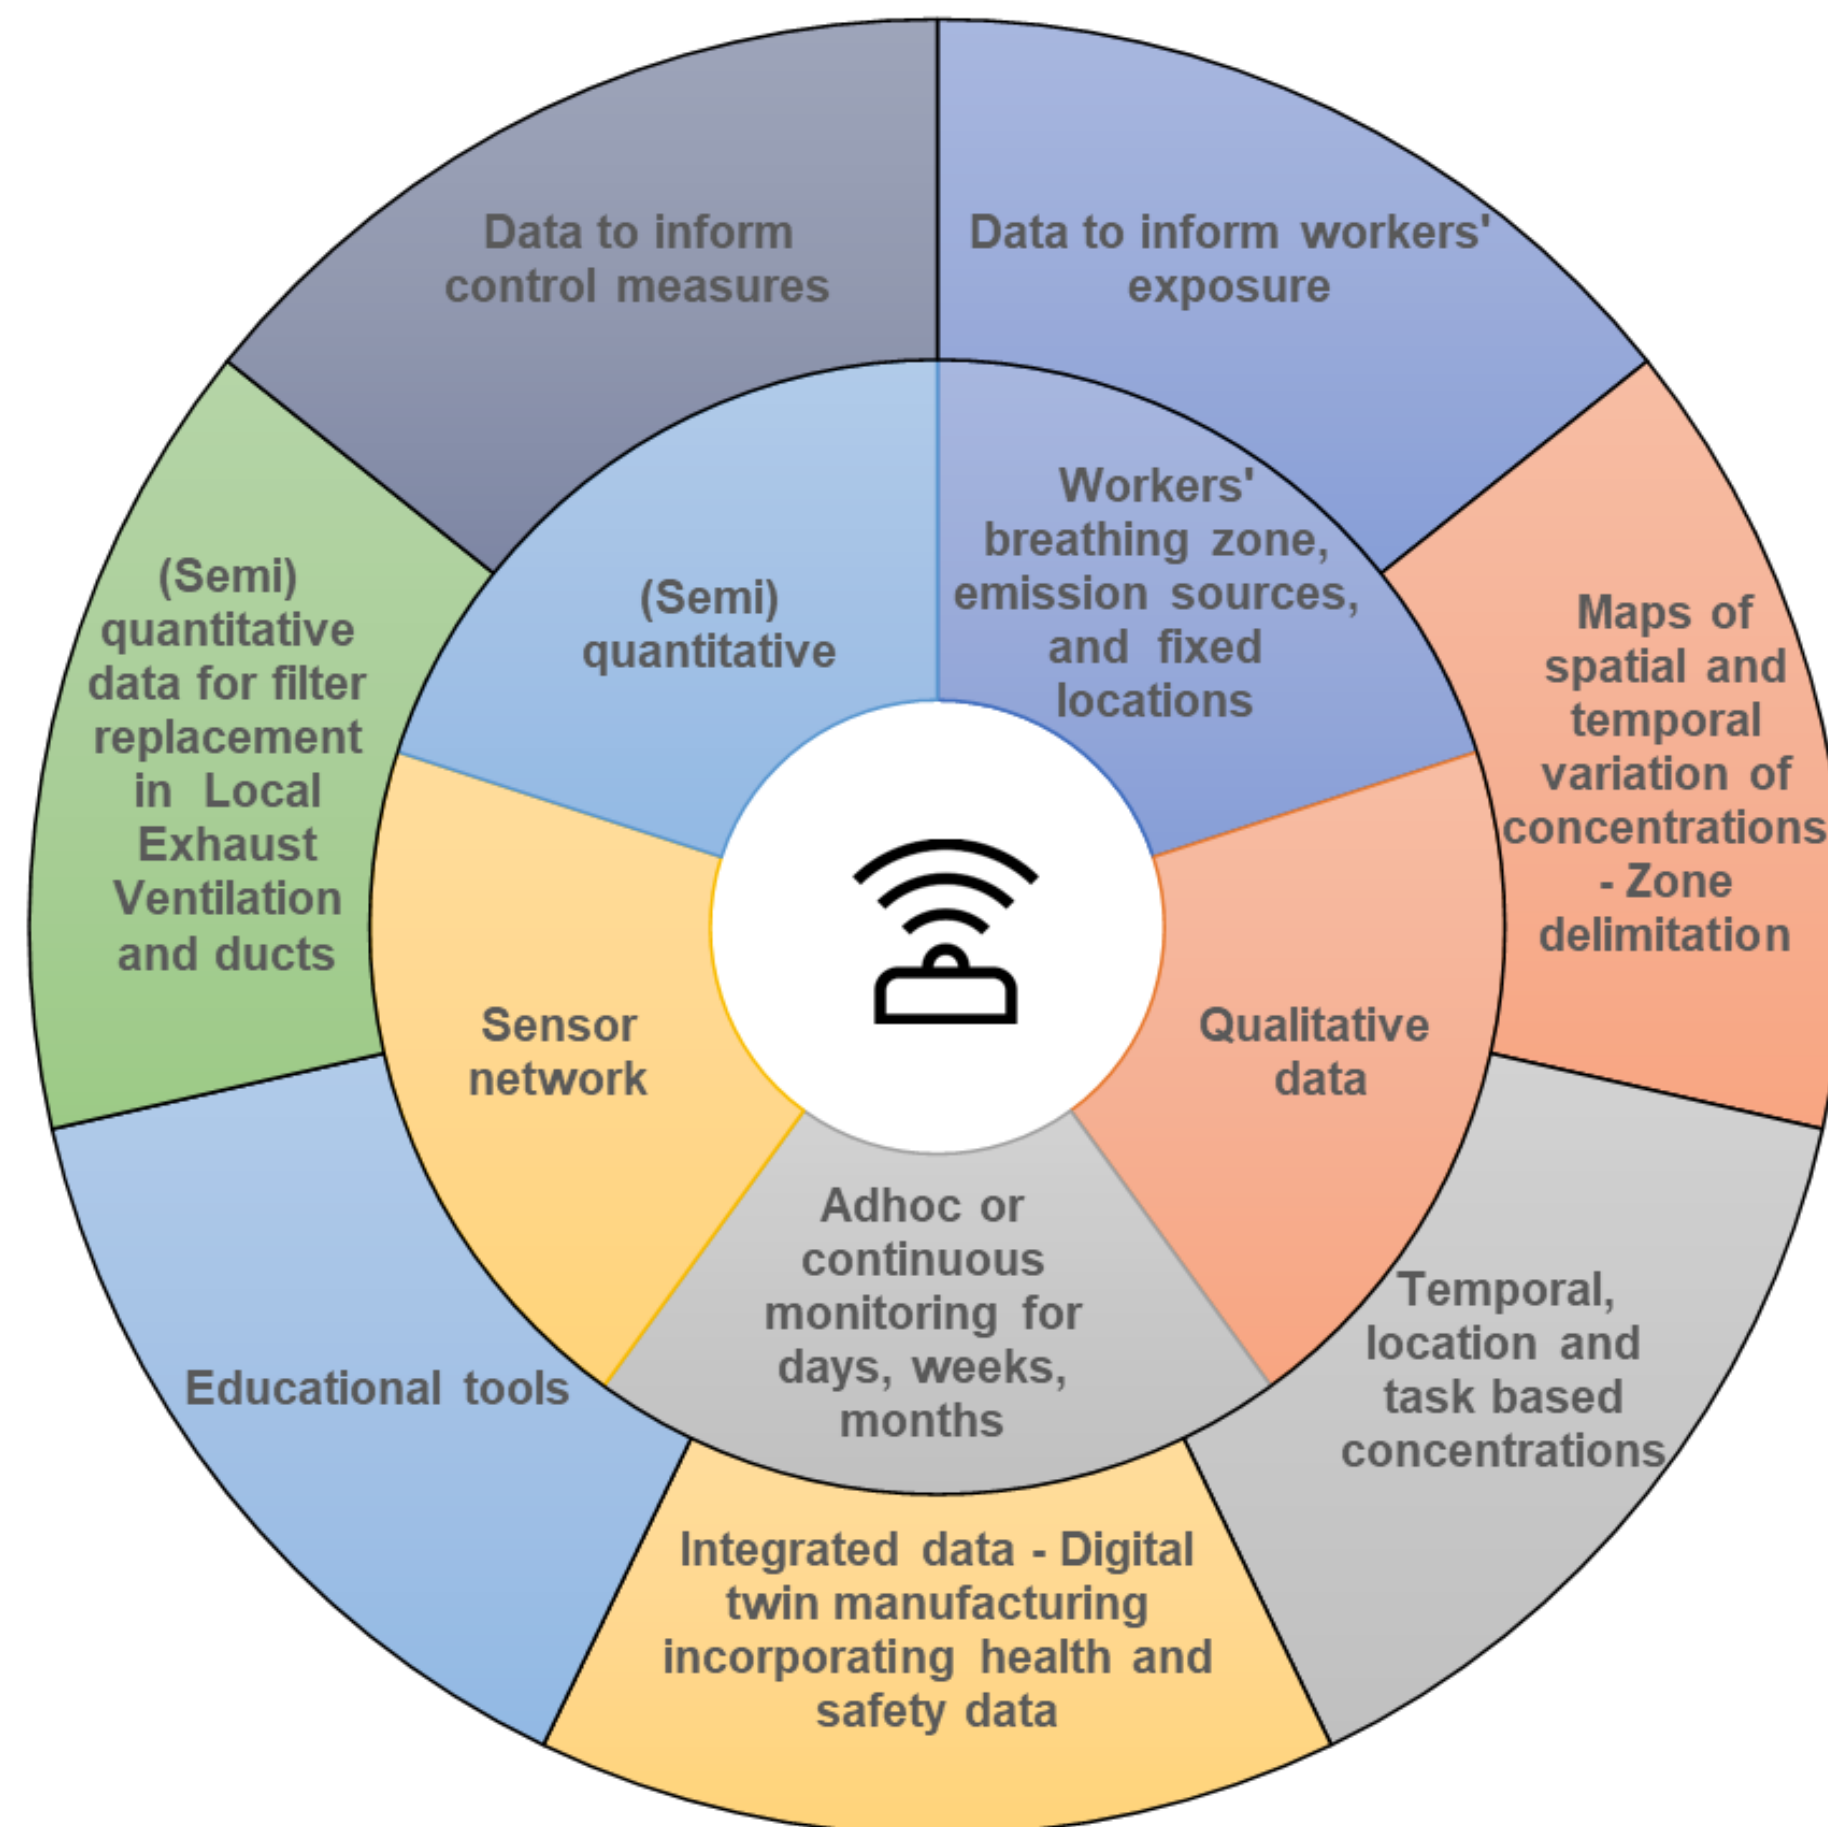 Data to inform
control measures
Data to inform workers'
exposure
Maps of
spatial and
temporal
variation of
concentrations
- Zone
delimitation
Temporal,
location and
task based
concentrations
Integrated data - Digital
twin manufacturing
incorporating health and
safety data
Educational tools
(Semi)
quantitative
data for filter
replacement
in Local
Exhaust
Ventilation
and ducts
(Semi)
quantitative
Workers'
breathing zone,
emission sources,
and fixed
locations
Qualitative
data
Adhoc or
continuous
monitoring for
days, weeks,
months
Sensor
network